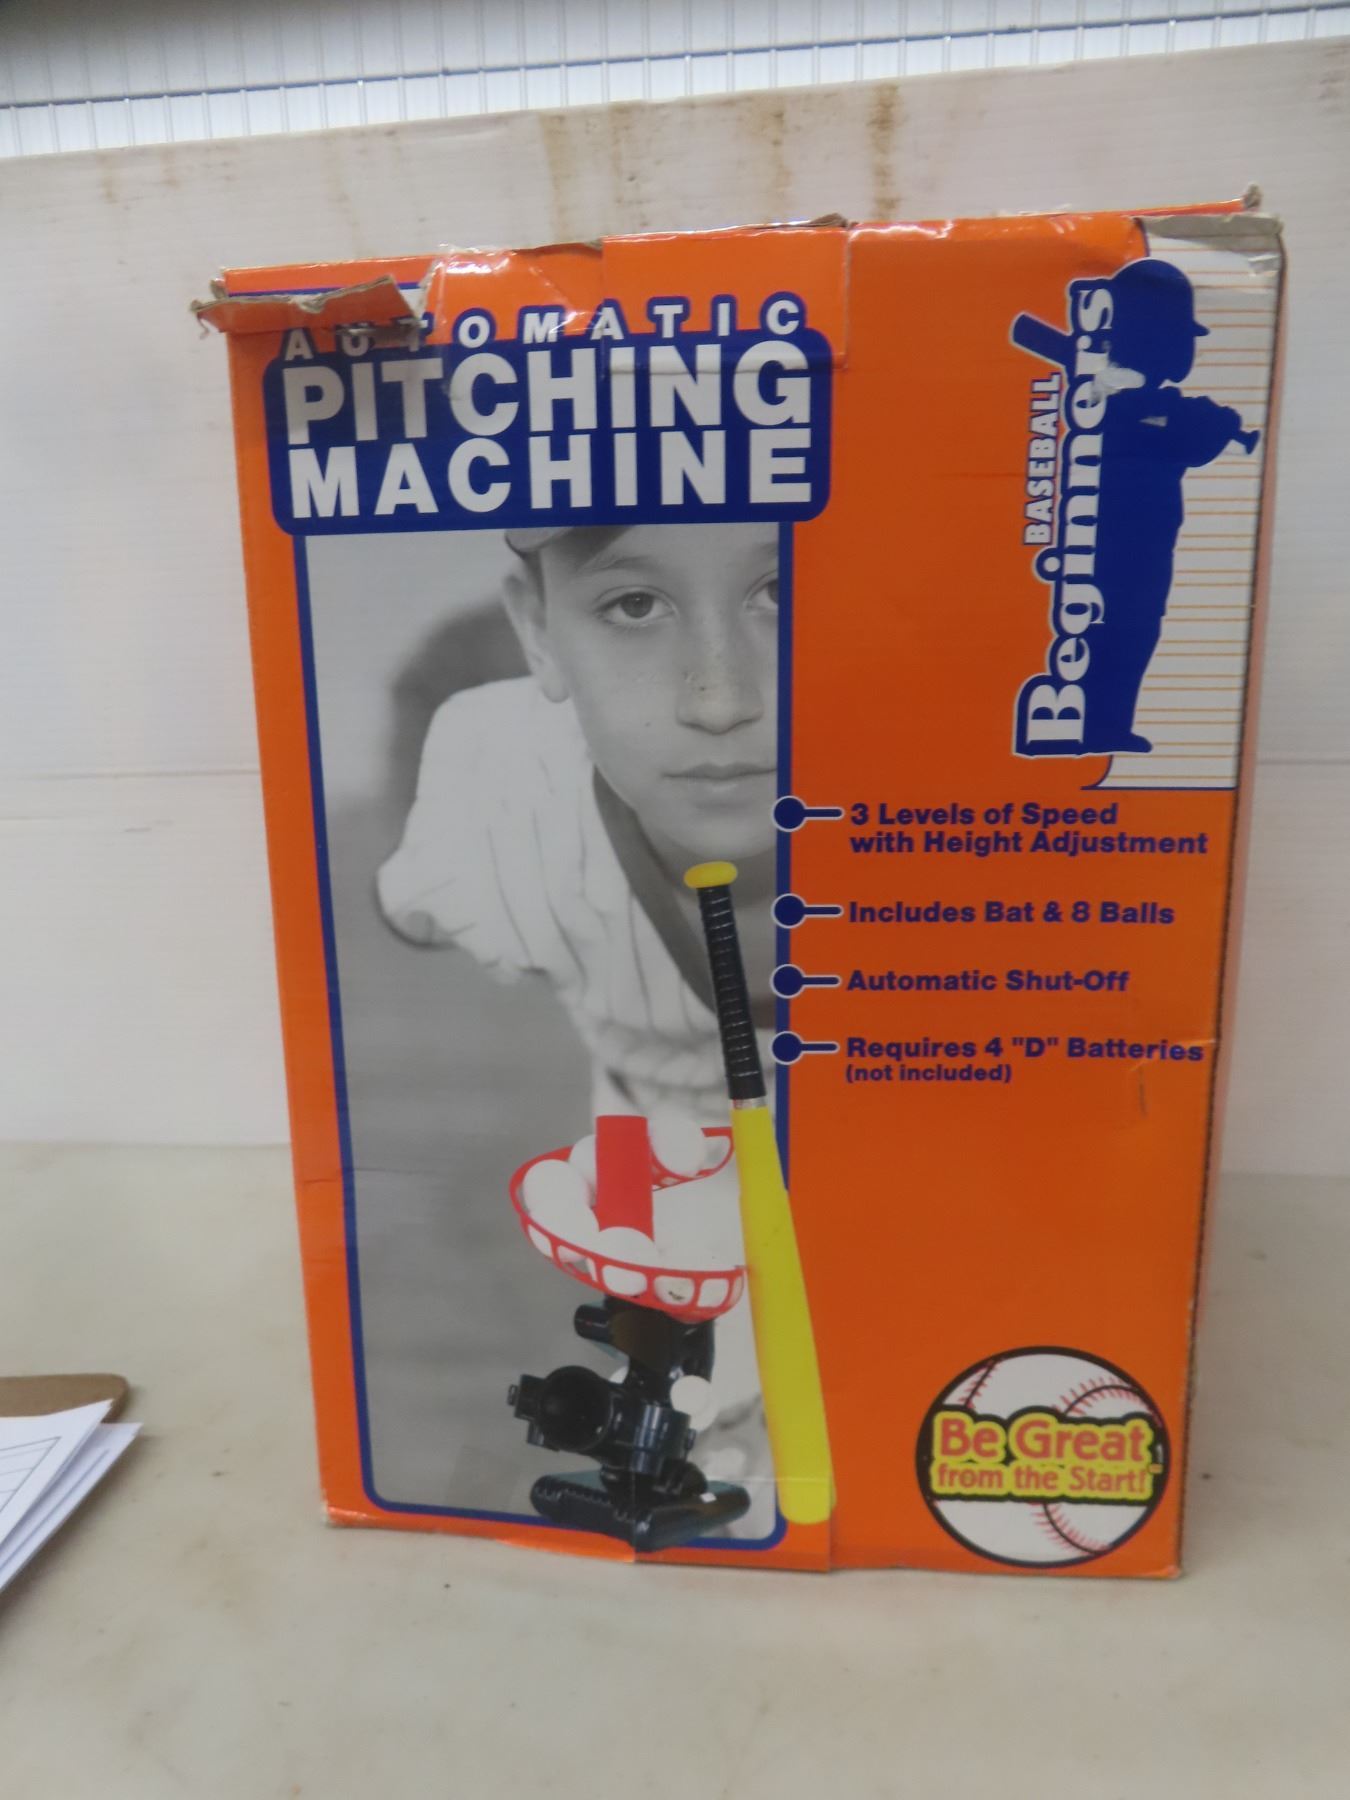 AUTOMATIC
PITCHING
MACHINE
BASEBALL
Beginners
3 Levels of Speed
with Height Adjustment
Includes Bat & 8 Balls
Automatic Shut-Off
Requires 4 "D" Batteries
(not included)
Be Great
from the Start!